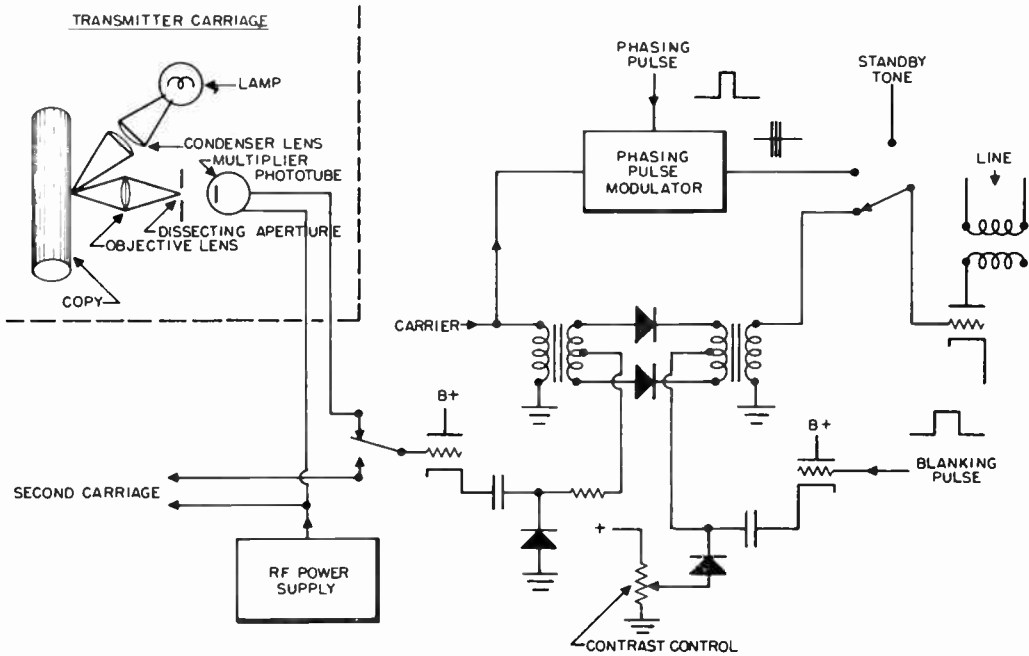 TRANSMITTER CARRIAGE
LAMP
CONDENSER LENS
MULTIPLIER
PHOTOTUBE
DISSECTING APERTURE
OBJECTIVE LENS
COPY
PHASING
PULSE
PHASING
PULSE
MODULATOR
STANDBY
TONE
LINE
CARRIER
B+
B+
BLANKING
PULSE
SECOND CARRIAGE
RF POWER
SUPPLY
+
CONTRAST CONTROL